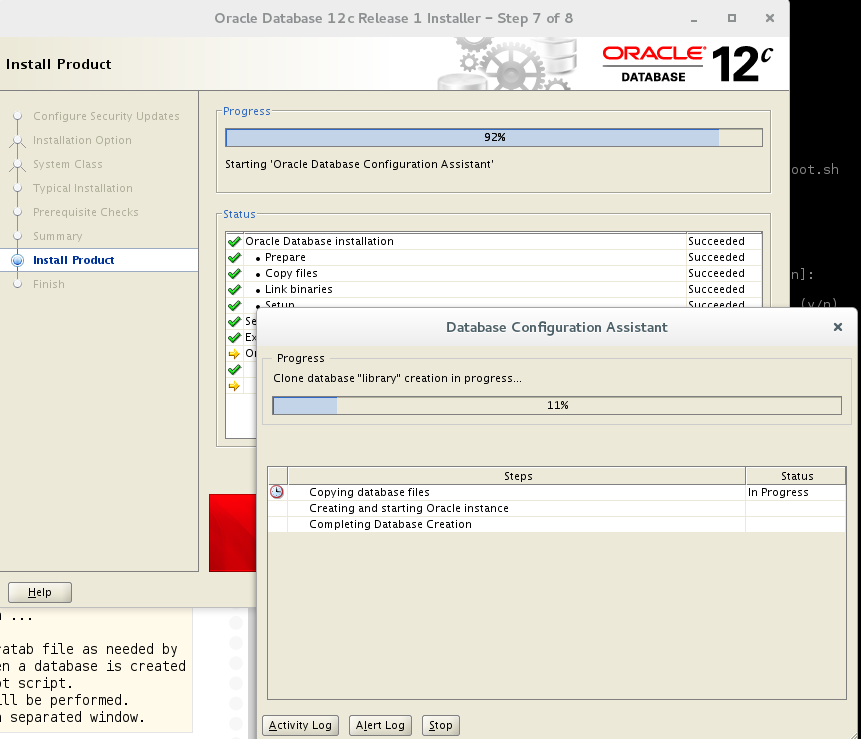 Oracle Database 12c Release 1 Installer – Step 7 of 8
Install Product
ORACLE
DATABASE
12c
Configure Security Updates
Installation Option
System Class
Typical Installation
Prerequisite Checks
Summary
Install Product
Finish
Progress
92%
Starting 'Oracle Database Configuration Assistant'
Status
Oracle Database installation Succeeded
• Prepare Succeeded
• Copy files Succeeded
• Link binaries Succeeded
• Setup Succeeded
Se
Ex
Or
Help
oot.sh
n]:
(y/n)
Database Configuration Assistant
Progress
Clone database "library" creation in progress...
11%
Steps Status
Copying database files In Progress
Creating and starting Oracle instance
Completing Database Creation
Activity Log
Alert Log
Stop
...
atab file as needed by
en a database is created
ot script.
ill be performed.
separated window.